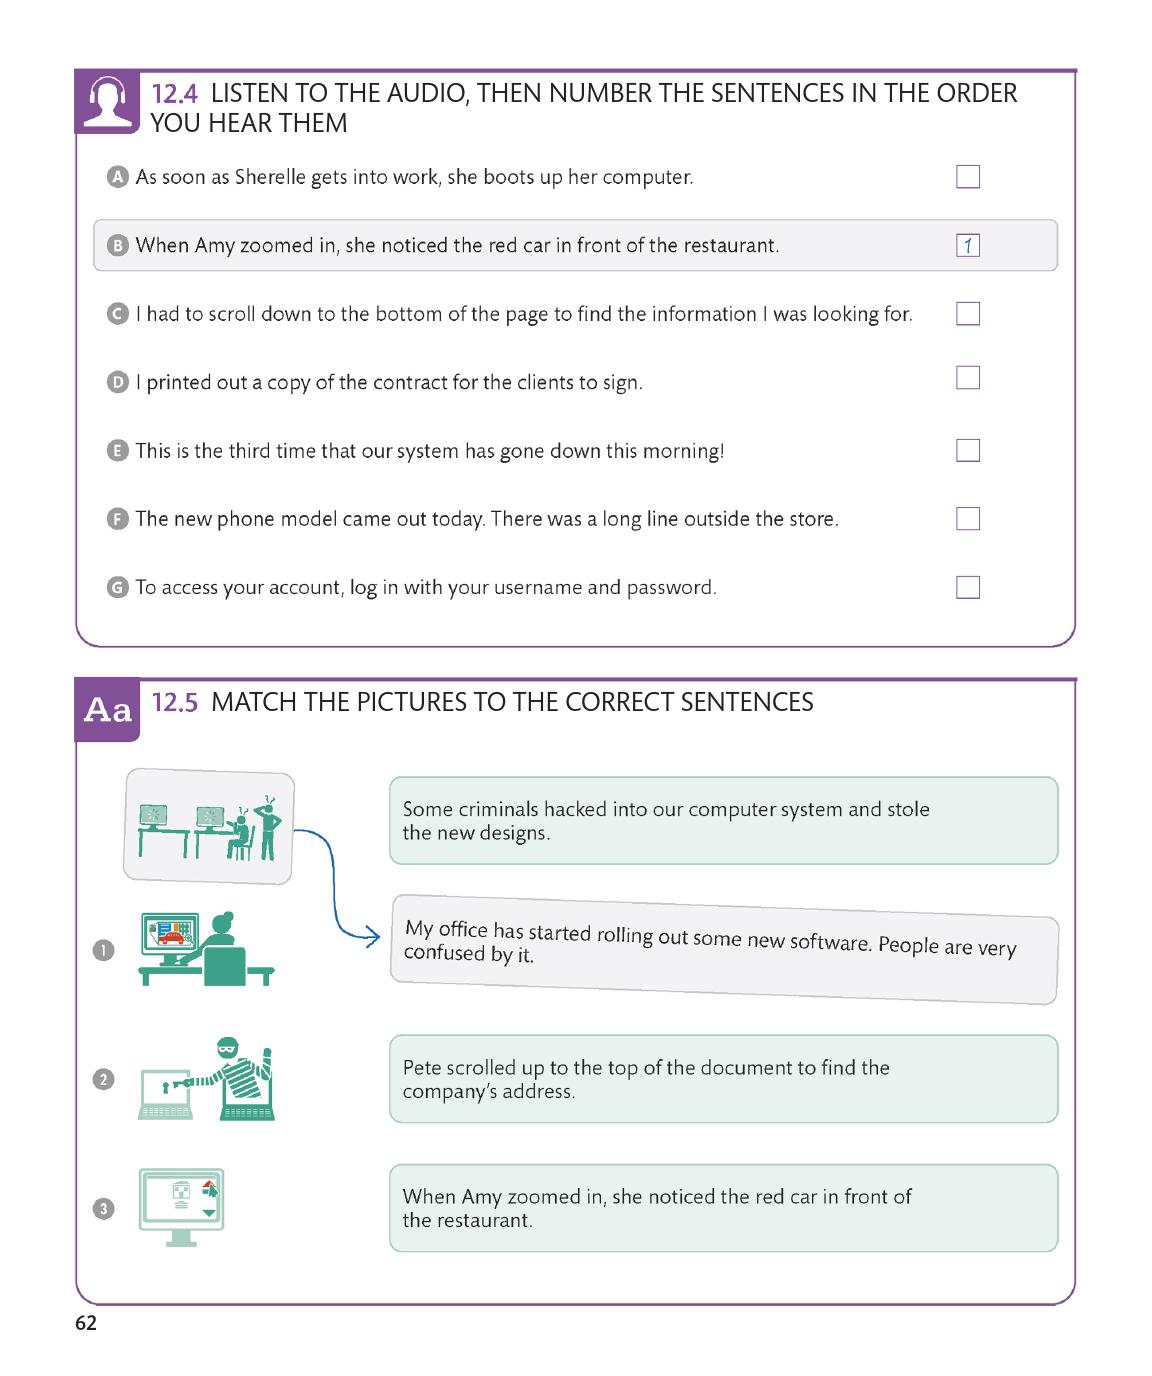 12.4 LISTEN TO THE AUDIO, THEN NUMBER THE SENTENCES IN THE ORDER
YOU HEAR THEM
A As soon as Sherelle gets into work, she boots up her computer.
B When Amy zoomed in, she noticed the red car in front of the restaurant. 1
C I had to scroll down to the bottom of the page to find the information I was looking for.
D I printed out a copy of the contract for the clients to sign.
E This is the third time that our system has gone down this morning!
F The new phone model came out today. There was a long line outside the store.
G To access your account, log in with your username and password.
Aa 12.5 MATCH THE PICTURES TO THE CORRECT SENTENCES
Some criminals hacked into our computer system and stole
the new designs.
1
My office has started rolling out some new software. People are very
confused by it.
2
Pete scrolled up to the top of the document to find the
company's address.
3
When Amy zoomed in, she noticed the red car in front of
the restaurant.
62